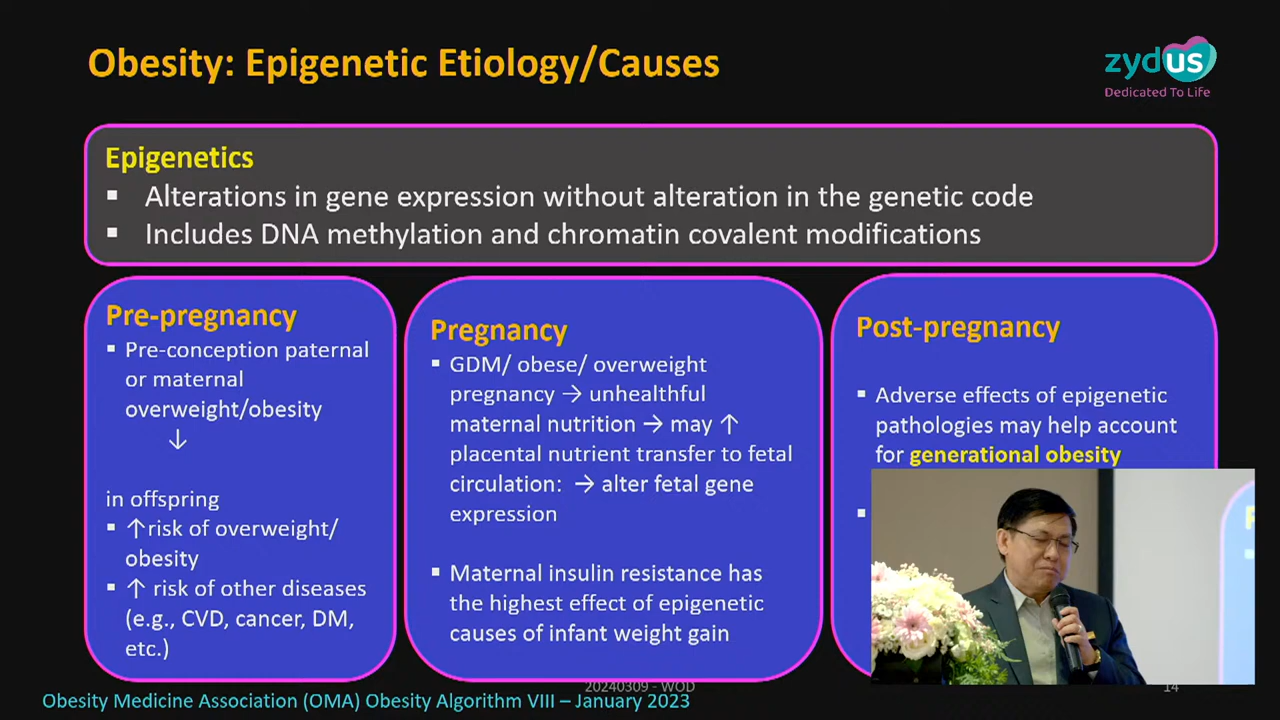 Obesity: Epigenetic Etiology/Causes
zydus
Dedicated To Life
Epigenetics
▪ Alterations in gene expression without alteration in the genetic code
▪ Includes DNA methylation and chromatin covalent modifications
Pre-pregnancy
▪ Pre-conception paternal
or maternal
overweight/obesity
↓
in offspring
▪ ↑risk of overweight/
obesity
▪ ↑ risk of other diseases
(e.g., CVD, cancer, DM,
etc.)
Pregnancy
▪ GDM/ obese/ overweight
pregnancy → unhealthful
maternal nutrition → may ↑
placental nutrient transfer to fetal
circulation: → alter fetal gene
expression
▪ Maternal insulin resistance has
the highest effect of epigenetic
causes of infant weight gain
Post-pregnancy
▪ Adverse effects of epigenetic
pathologies may help account
for generational obesity
▪
20240309 - WOD
14
Obesity Medicine Association (OMA) Obesity Algorithm VIII – January 2023